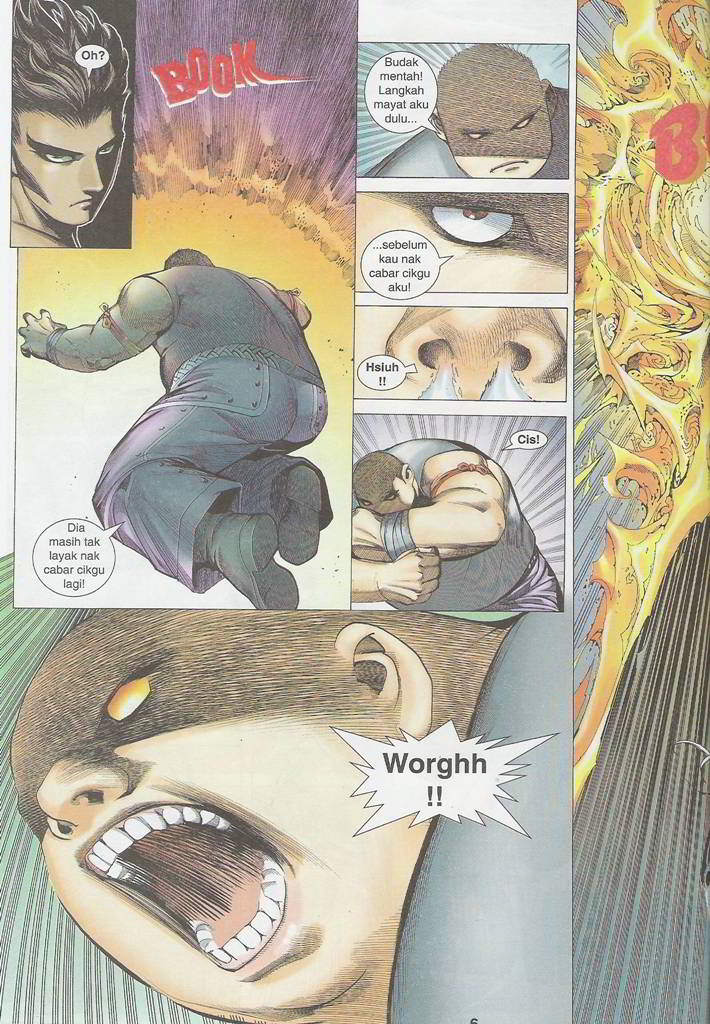 Oh?
BOOM
Dia
masih tak
layak nak
cabar cikgu
lagi!
Budak
mentah!
Langkah
mayat aku
dulu...
...sebelum
kau nak
cabar cikgu
aku!
Hsiuh
!!
Cis!
Worghh
!!
B
6